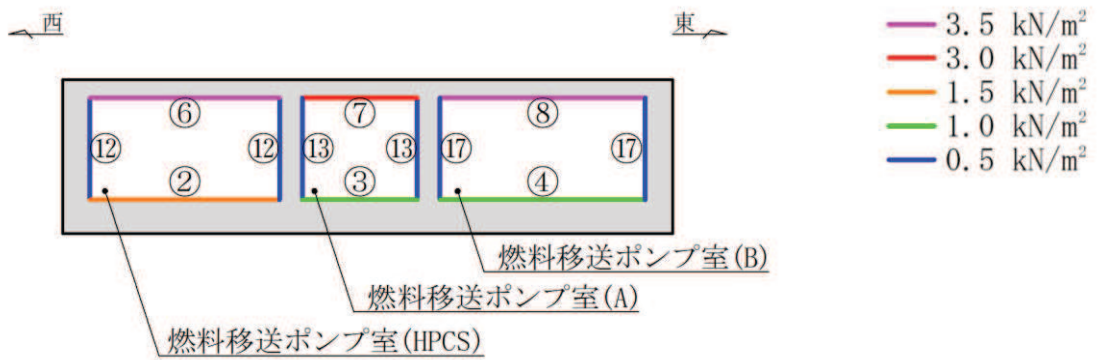 西
東
3.5 kN/m²
3.0 kN/m²
1.5 kN/m²
1.0 kN/m²
0.5 kN/m²
⑥ ⑦ ⑧
⑫ ⑫ ⑬ ⑬ ⑰ ⑰
② ③ ④
燃料移送ポンプ室(B)
燃料移送ポンプ室(A)
燃料移送ポンプ室(HPCS)